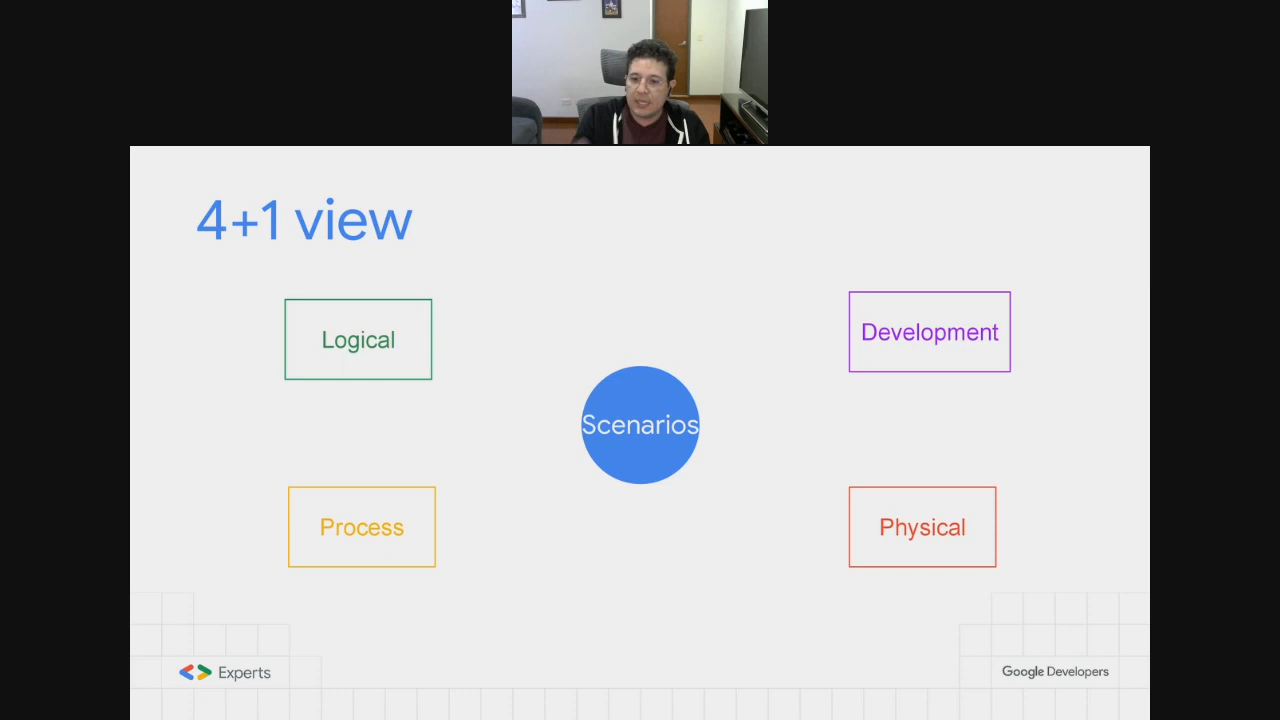 4+1 view
Logical
Development
Scenarios
Process
Physical
Experts
Google Developers